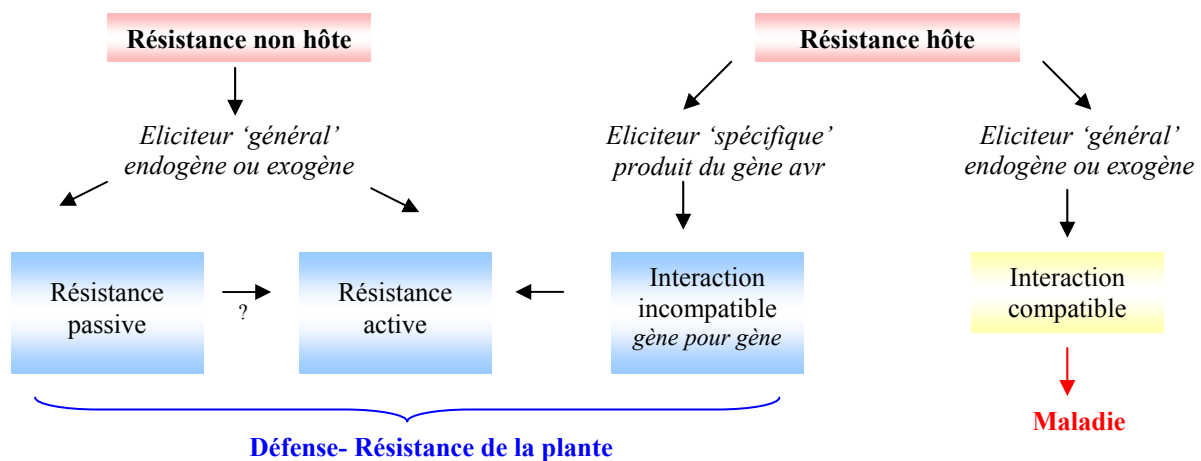 Résistance non hôte
Résistance hôte
Eliciteur ‘général’
endogène ou exogène
Eliciteur ‘spécifique’
produit du gène avr
Eliciteur ‘général’
endogène ou exogène
Résistance
passive
?
Résistance
active
Interaction
incompatible
gène pour gène
Interaction
compatible
Défense- Résistance de la plante
Maladie